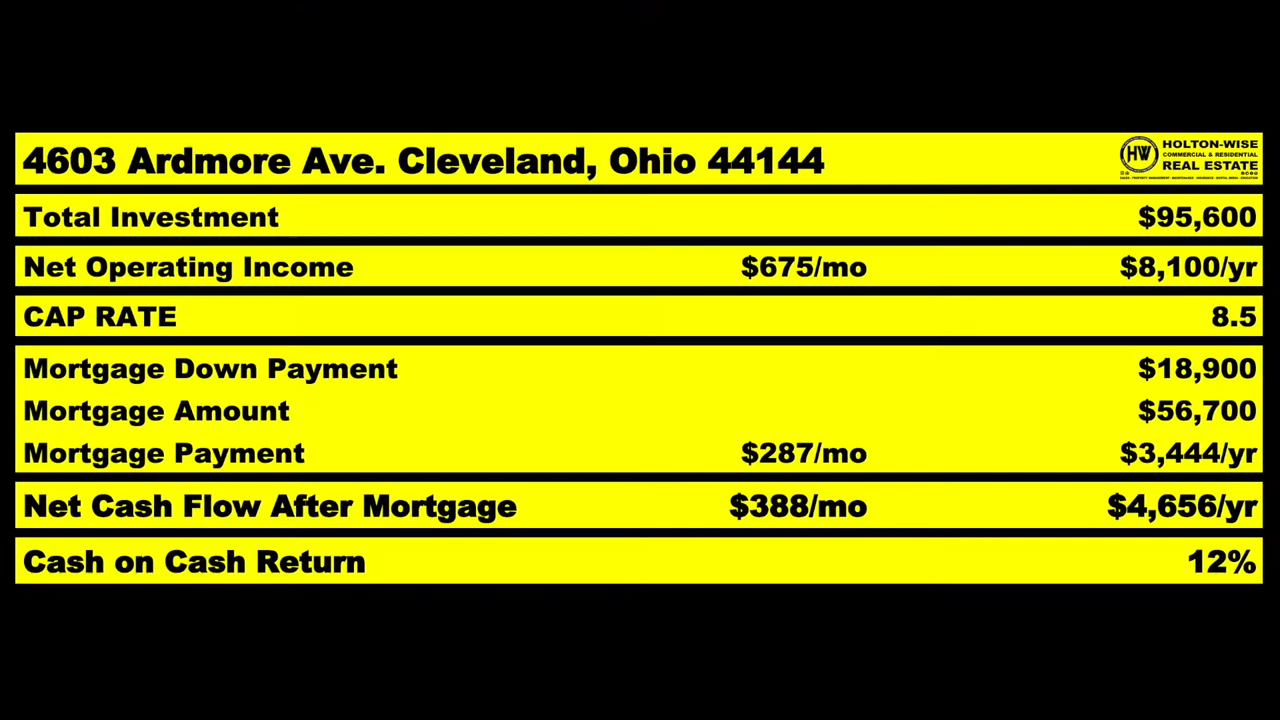 4603 Ardmore Ave. Cleveland, Ohio 44144
HW
HOLTON-WISE
COMMERCIAL & RESIDENTIAL
REAL ESTATE
Total Investment $95,600
Net Operating Income $675/mo $8,100/yr
CAP RATE 8.5
Mortgage Down Payment $18,900
Mortgage Amount $56,700
Mortgage Payment $287/mo $3,444/yr
Net Cash Flow After Mortgage $388/mo $4,656/yr
Cash on Cash Return 12%